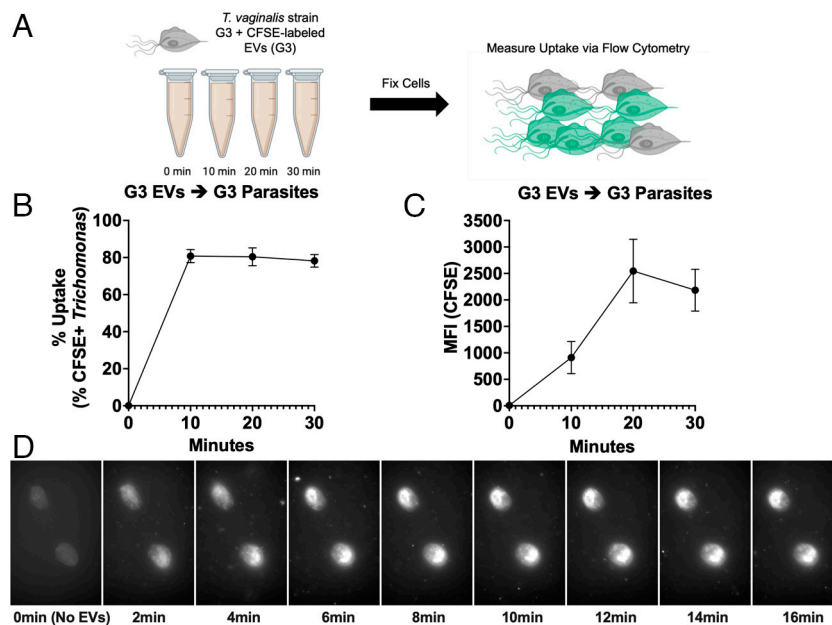 A
T. vaginalis strain
G3 + CFSE-labeled
EVs (G3)
0 min 10 min 20 min 30 min
Fix Cells
Measure Uptake via Flow Cytometry
B
G3 EVs → G3 Parasites
% Uptake
(% CFSE+ Trichomonas)
100
80
60
40
20
0
0 10 20 30
Minutes
C
G3 EVs → G3 Parasites
MFI (CFSE)
3500
3000
2500
2000
1500
1000
500
0
0 10 20 30
Minutes
D
0min (No EVs) 2min 4min 6min 8min 10min 12min 14min 16min